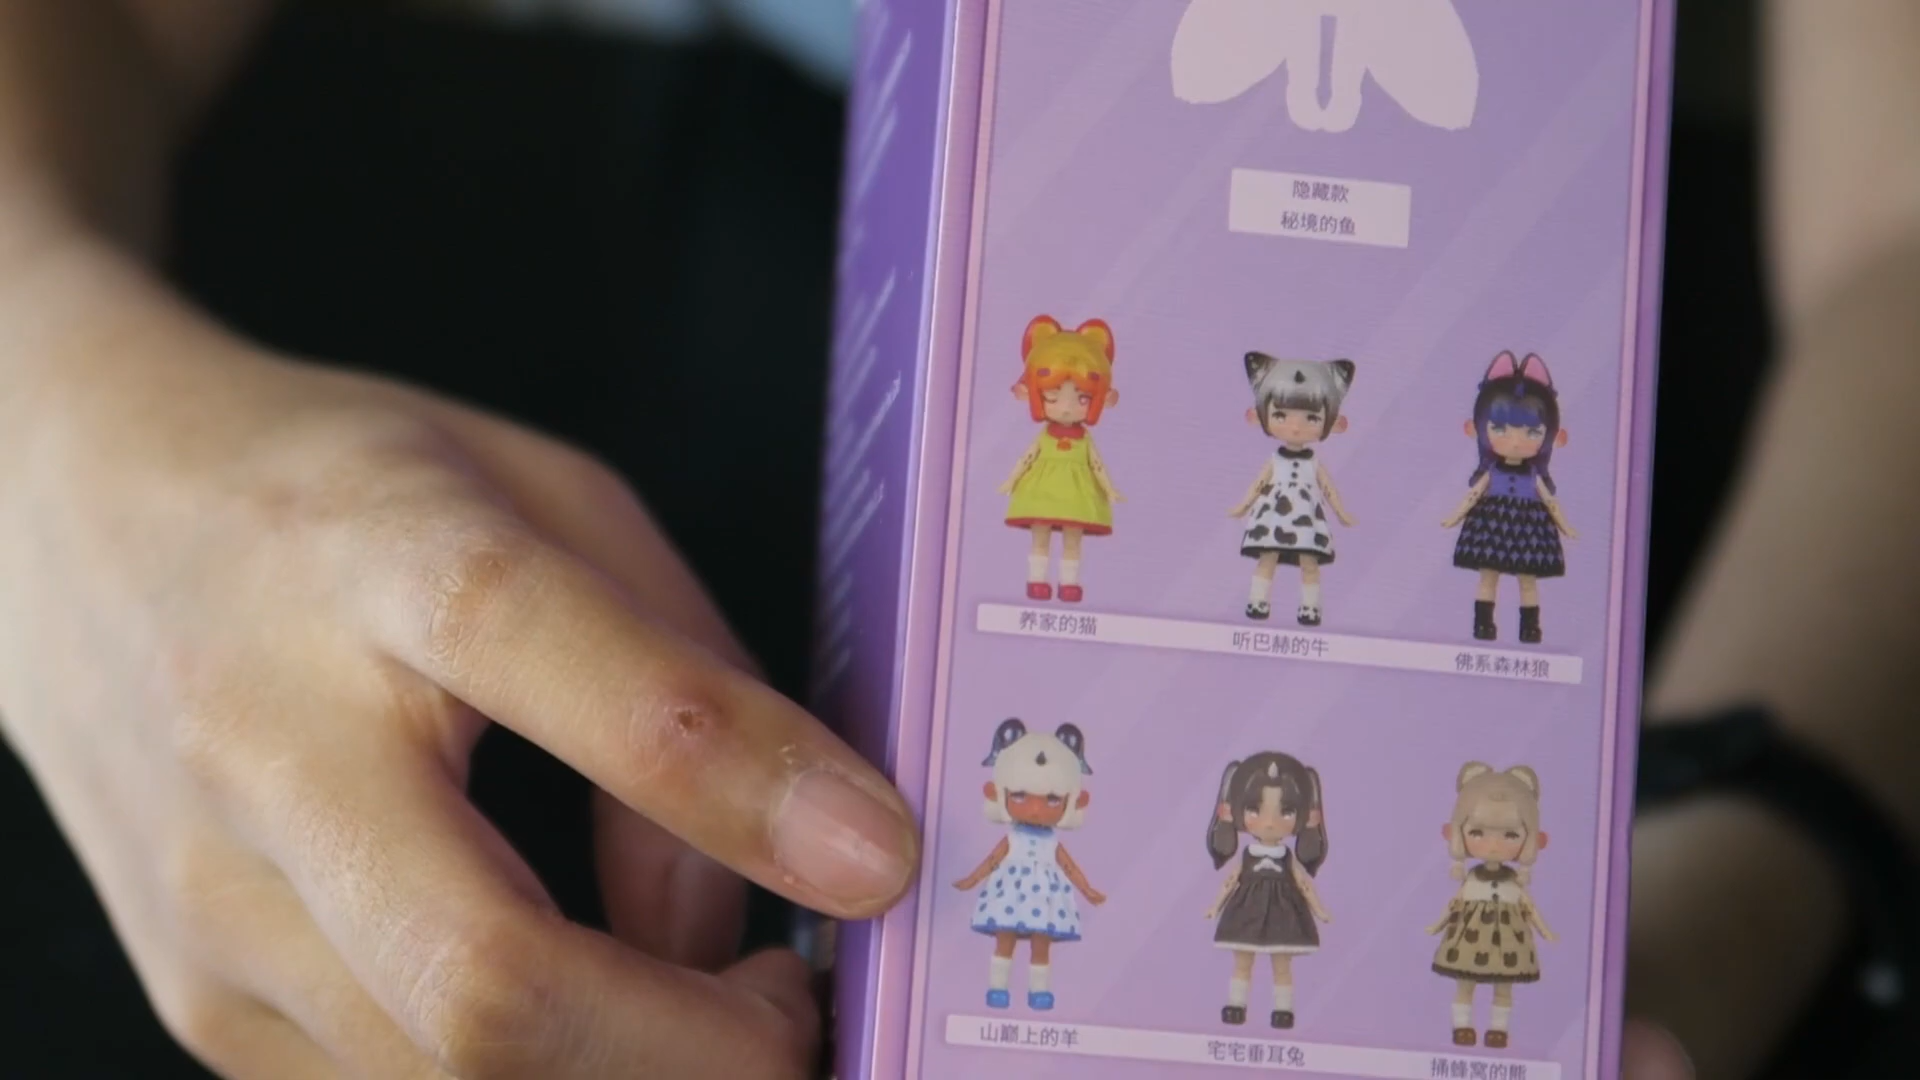 隐藏款
秘境的鱼
养家的猫
听巴赫的牛
佛系森林狼
山巅上的羊
宅宅垂耳兔
捅蜂窝的熊